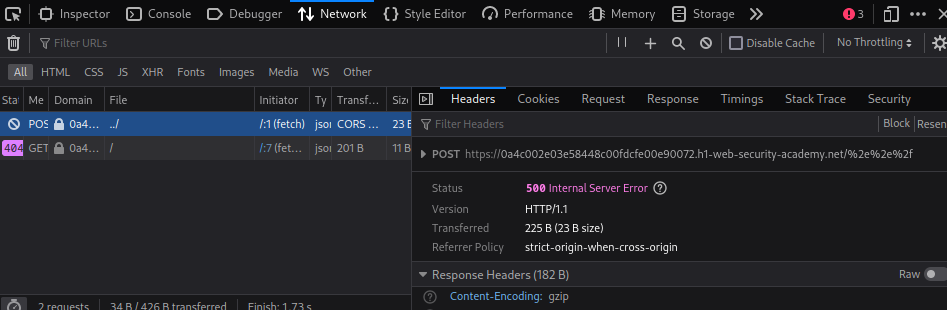 Inspector Console Debugger Network Style Editor Performance Memory Storage 3
Filter URLs Disable Cache No Throttling
All HTML CSS JS XHR Fonts Images Media WS Other
Sta Me Domain File Initiator Ty Transf… Size
POS 0a4… ../ /:1 (fetch) json CORS … 23 B
404 GET 0a4… / /:7 (fet… json 201 B 11 B
Headers Cookies Request Response Timings Stack Trace Security
Filter Headers Block Resen
POST https://0a4c002e03e58448c00fdcfe00e90072.h1-web-security-academy.net/%2e%2e%2f
Status 500 Internal Server Error
Version HTTP/1.1
Transferred 225 B (23 B size)
Referrer Policy strict-origin-when-cross-origin
Response Headers (182 B) Raw
Content-Encoding: gzip
2 requests 34 B / 426 B transferred Finish: 1.73 s